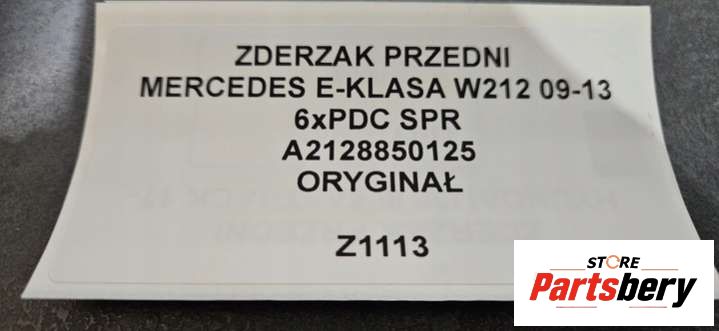 ZDERZAK PRZEDNI
MERCEDES E-KLASA W212 09-13
6xPDC SPR
A2128850125
ORYGINAŁ
Z1113
STORE
Partsbery